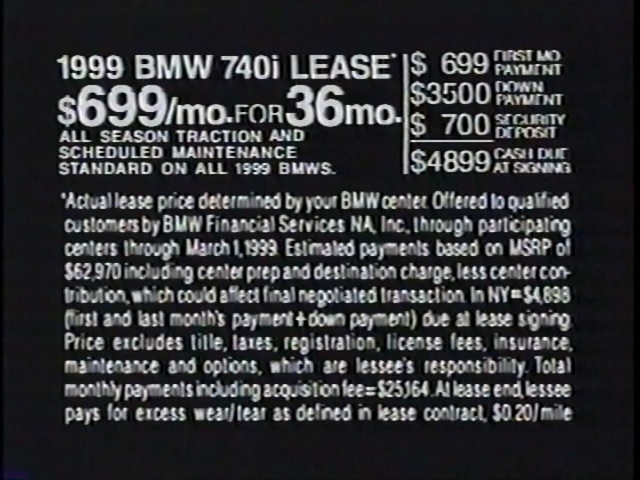 1999 BMW 740i LEASE*
$699/mo. FOR 36mo.
ALL SEASON TRACTION AND
SCHEDULED MAINTENANCE
STANDARD ON ALL 1999 BMWS.
$ 699 FIRST MO PAYMENT
$3500 DOWN PAYMENT
$ 700 SECURITY DEPOSIT
$4899 CASH DUE AT SIGNING
*Actual lease price determined by your BMW center. Offered to qualified
customers by BMW Financial Services NA, Inc., through participating
centers through March 1, 1999. Estimated payments based on MSRP of
$62,970 including center prep and destination charge, less center con-
tribution, which could affect final negotiated transaction. In NY=$4,898
(first and last month's payment+down payment) due at lease signing.
Price excludes title, taxes, registration, license fees, insurance,
maintenance and options, which are lessee's responsibility. Total
monthly payments including acquisition fee=$25,164. At lease end, lessee
pays for excess wear/tear as defined in lease contract, $0.20/mile